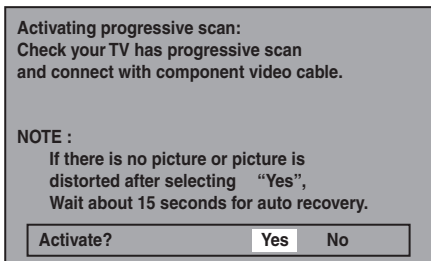 Activating progressive scan:
Check your TV has progressive scan
and connect with component video cable.
NOTE :
If there is no picture or picture is
distorted after selecting “Yes”,
Wait about 15 seconds for auto recovery.
Activate? Yes No